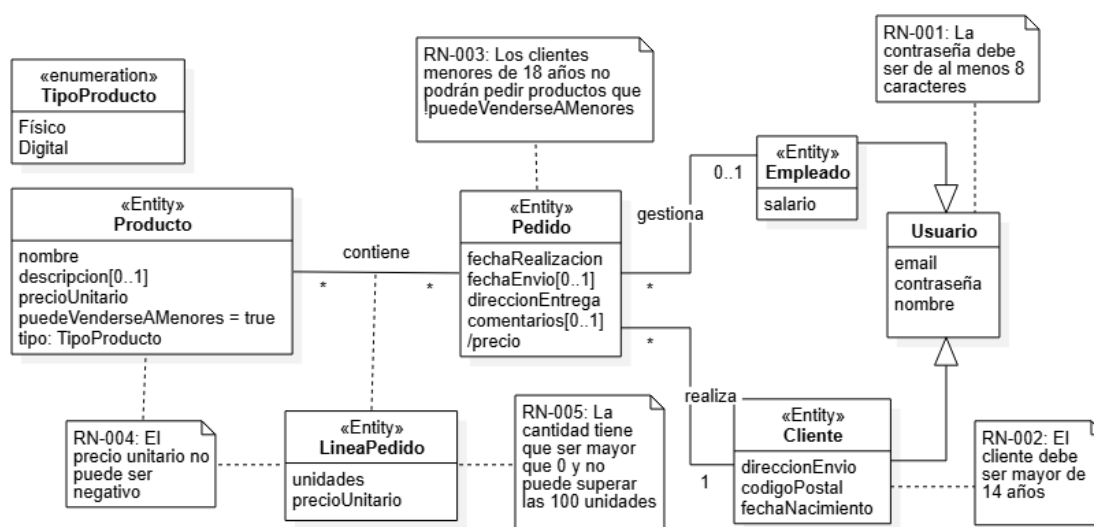 «enumeration»
TipoProducto
Físico
Digital
RN-003: Los clientes
menores de 18 años no
podrán pedir productos que
!puedeVenderseAMenores
RN-001: La
contraseña debe
ser de al menos 8
caracteres
«Entity»
Producto
nombre
descripcion[0..1]
precioUnitario
puedeVenderseAMenores = true
tipo: TipoProducto
contiene
*
*
«Entity»
Pedido
fechaRealizacion
fechaEnvio[0..1]
direccionEntrega
comentarios[0..1]
/precio
gestiona
0..1
*
«Entity»
Empleado
salario
Usuario
email
contraseña
nombre
*
realiza
1
RN-004: El
precio unitario no
puede ser
negativo
«Entity»
LineaPedido
unidades
precioUnitario
RN-005: La
cantidad tiene
que ser mayor
que 0 y no
puede superar
las 100 unidades
«Entity»
Cliente
direccionEnvio
codigoPostal
fechaNacimiento
RN-002: El
cliente debe
ser mayor de
14 años